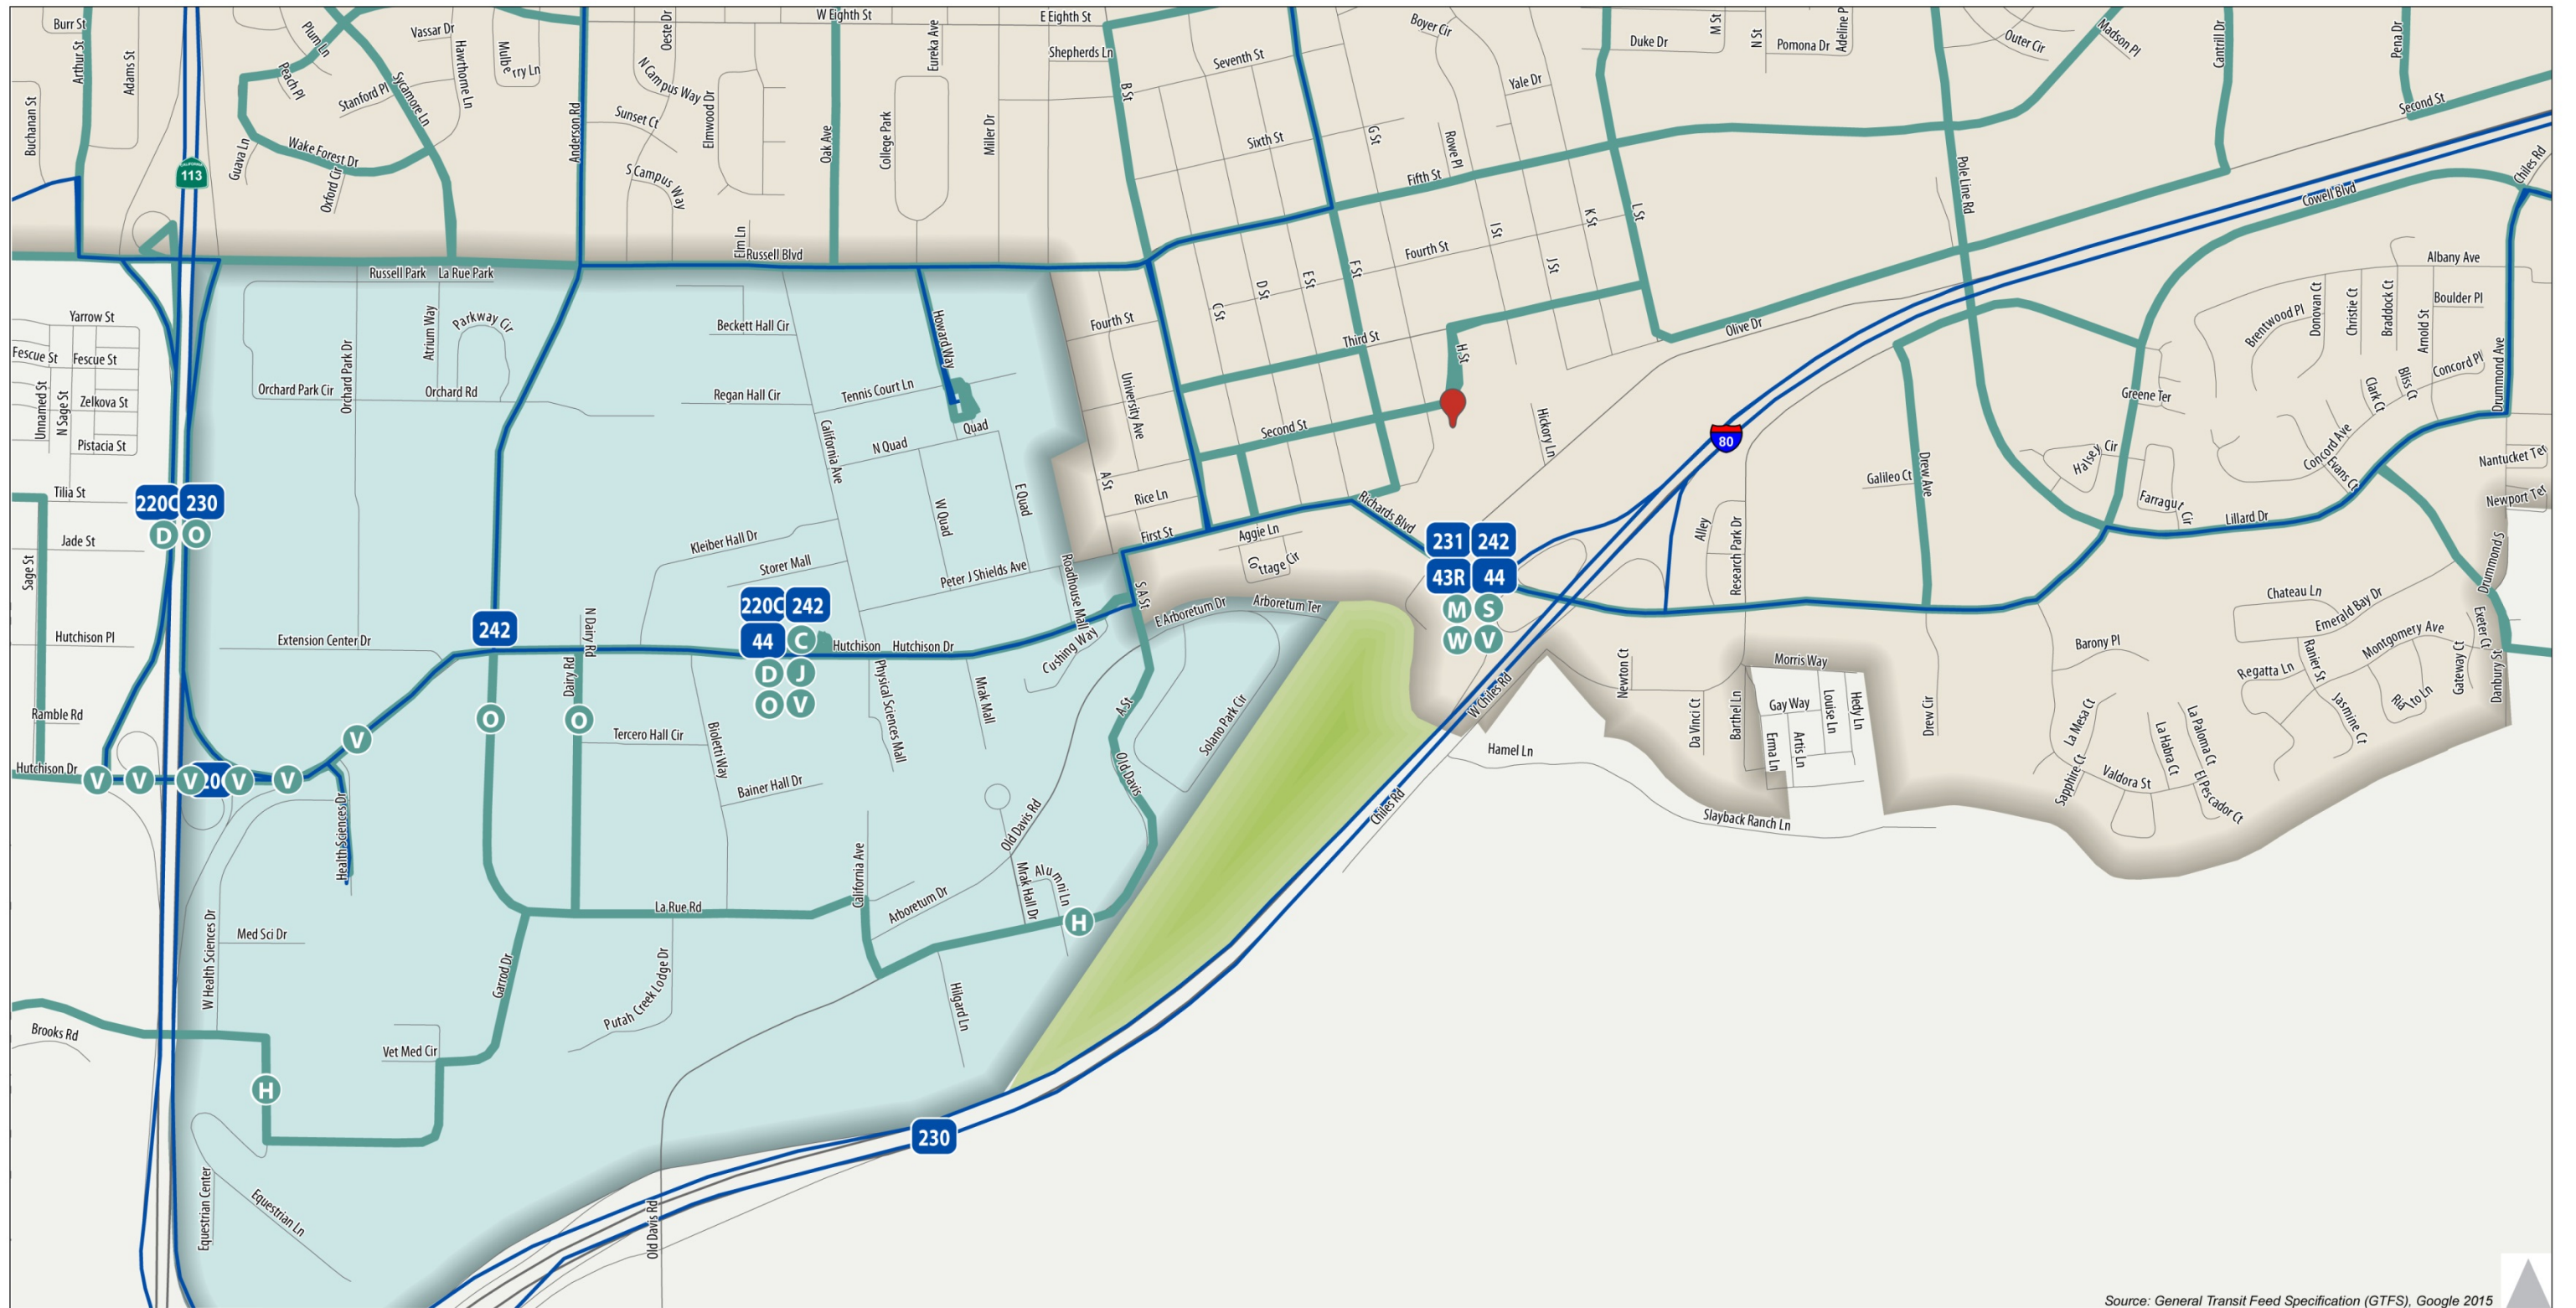 Burr St
Arthur St
Adams St
Buchanan St
Plum Ln
Peach Pl
Vassar Dr
Hawthorne Ln
Mulberry Ln
Stanford Pl
Sycamore Ln
Guava Ln
Wake Forest Dr
Oxford Cir
CALIFORNIA
113
Anderson Rd
Oeste Dr
N Campus Way
Sunset Ct
S Campus Way
Elmwood Dr
Elm Ln
Russell Blvd
W Eighth St
Oak Ave
College Park
Eureka Ave
Miller Dr
E Eighth St
Shepherds Ln
B St
Seventh St
Sixth St
Boyer Cir
G St
Rowe Pl
Yale Dr
Fifth St
Fourth St
I St
K St
L St
J St
Duke Dr
M St
N St
Pomona Dr
Adeline P
Pole Line Rd
Outer Cir
Madson Pl
Cantrill Dr
Pena Dr
Second St
Chiles Rd
Cowell Blvd
Albany Ave
Boulder Pl
Russell Park
La Rue Park
Yarrow St
Fescue St
Fescue St
Unnamed St
N Sage St
Zelkova St
Pistacia St
Tilia St
Jade St
Sage St
Hutchison Pl
Ramble Rd
Hutchison Dr
Orchard Park Cir
Orchard Park Dr
Atrium Way
Parkway Cir
Orchard Rd
Beckett Hall Cir
Regan Hall Cir
Tennis Court Ln
California Ave
Howard Way
Quad
N Quad
W Quad
E Quad
Kleiber Hall Dr
Storer Mall
Peter J Shields Ave
Roadhouse Mall
Fourth St
University Ave
A St
Rice Ln
First St
C St
D St
E St
F St
Third St
Second St
H St
Olive Dr
Hickory Ln
Richards Blvd
Aggie Ln
Cottage Cir
S A St
E Arboretum Dr
Arboretum Ter
80
Alley
Research Park Dr
Galileo Ct
Drew Ave
Greene Ter
Halsey Cir
Farragut Cir
Brentwood Pl
Donovan Ct
Christie Ct
Braddock Ct
Arnold St
Clark Ct
Bliss Ct
Concord Pl
Concord Ave
Evans Ct
Drummond Ave
Nantucket Ter
Newport Ter
Lillard Dr
Drummond S
Chateau Ln
Emerald Bay Dr
Exeter Ct
Montgomery Ave
Gateway Ct
Danbury St
Ranier St
Regatta Ln
Rialto Ln
Jasmine Ct
Barony Pl
La Mesa Ct
La Habra Ct
La Paloma Ct
Sapphire Ct
Valdora St
El Pescador Ct
Drew Cir
Morris Way
Gay Way
Louise Ln
Hedy Ln
Erma Ln
Artis Ln
Barthel Ln
Da Vinci Ct
Newton Ct
W Chiles Rd
Hamel Ln
Slayback Ranch Ln
Chiles Rd
220C
230
D
O
242
220C
242
44
C
D
J
O
V
231
242
43R
44
M
S
W
V
Extension Center Dr
N Dairy Rd
Dairy Rd
Hutchison
Hutchison Dr
Cushing Way
Physical Sciences Mall
Mrak Mall
A St
Solano Park Cir
Old Davis
O
O
V
V
V
V
V
V
Tercero Hall Cir
Bioletti Way
Bainer Hall Dr
Health Sciences Dr
Old Davis Rd
California Ave
Mrak Hall Dr
Alumni Ln
Arboretum Dr
H
La Rue Rd
W Health Sciences Dr
Med Sci Dr
Garrod Dr
Putah Creek Lodge Dr
Hilgard Ln
Brooks Rd
Vet Med Cir
H
230
Equestrian Center
Equestrian Ln
Old Davis Rd
Source: General Transit Feed Specification (GTFS), Google 2015